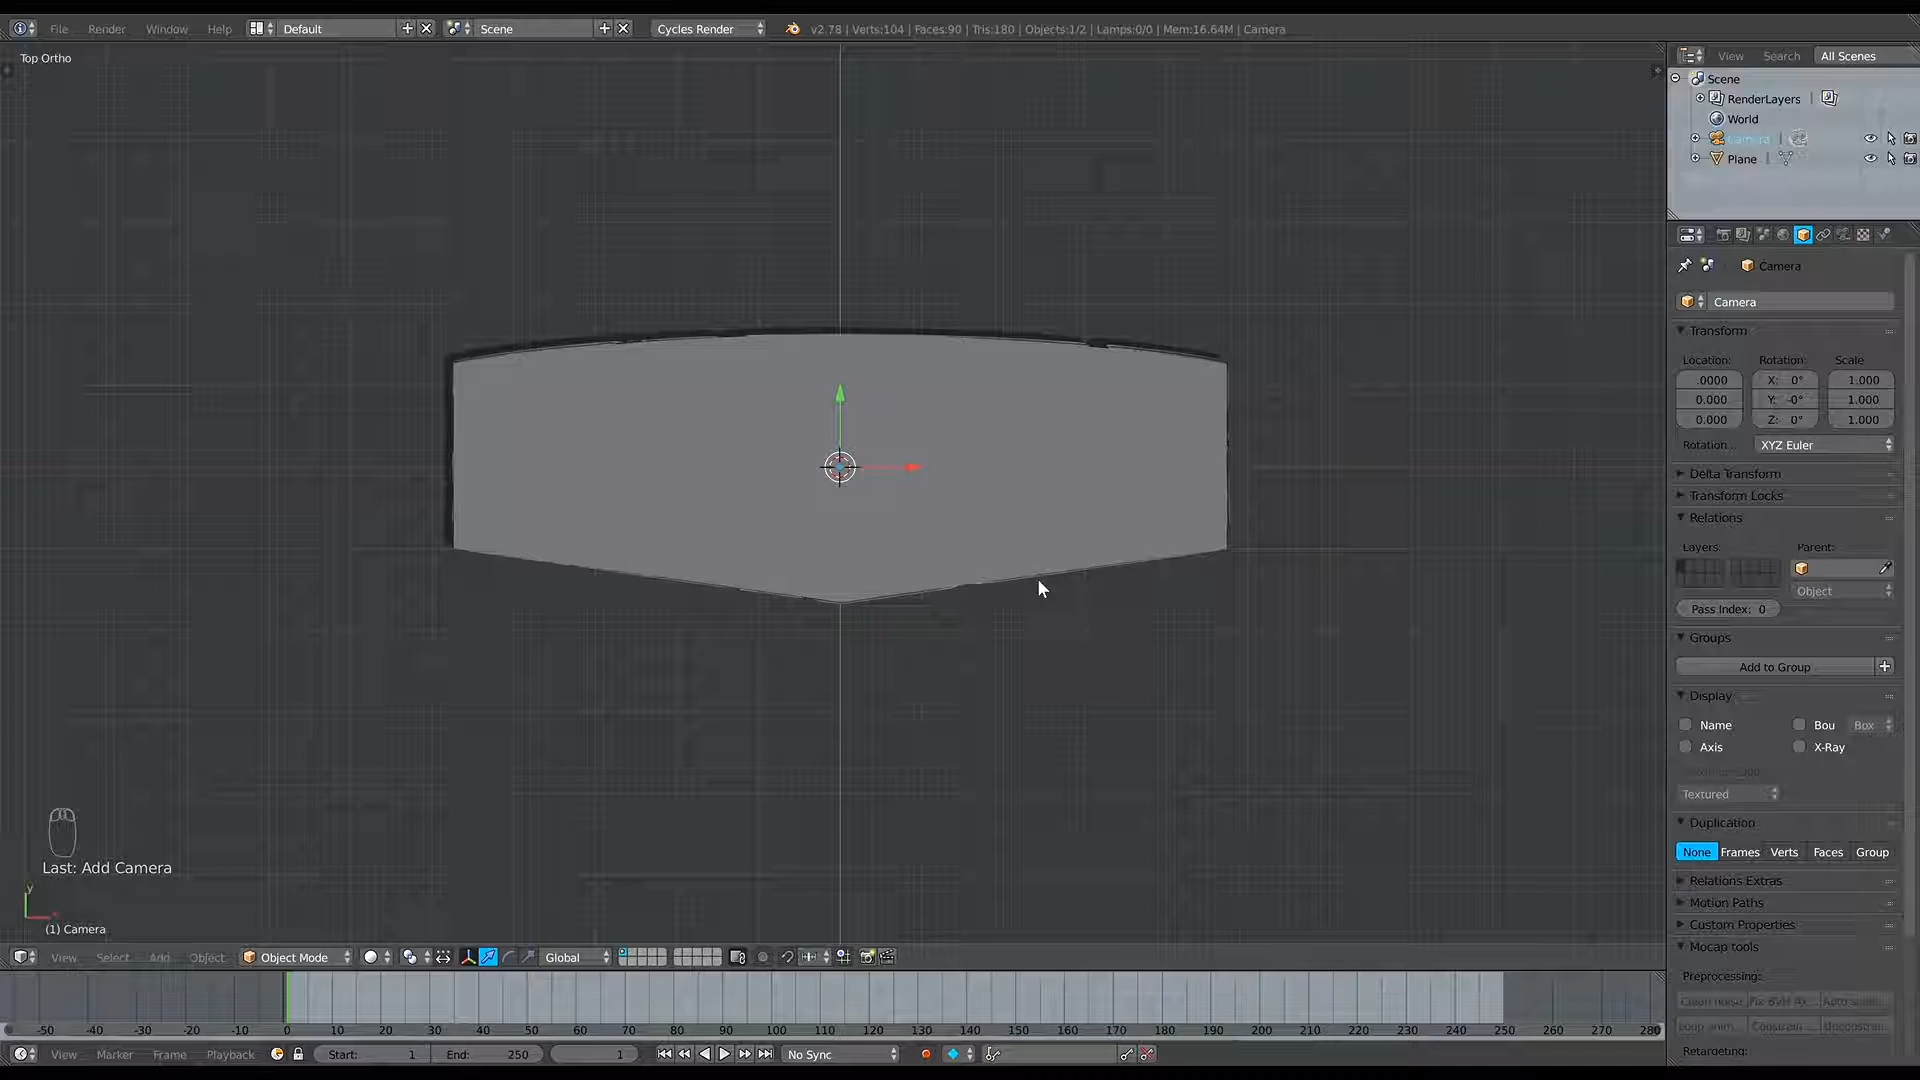 File Render Window Help Default Scene Cycles Render v2.78 | Verts:104 | Faces:90 | Tris:180 | Objects:1/2 | Lamps:0/0 | Mem:16.64M | Camera
Top Ortho
View Search All Scenes
Scene
RenderLayers
World
Camera
Plane
Camera
Camera
Transform
Location: Rotation: Scale
.0000 X: 0° 1.000
0.000 Y: -0° 1.000
0.000 Z: 0° 1.000
Rotation... XYZ Euler
Delta Transform
Transform Locks
Relations
Layers: Parent:
Object
Pass Index: 0
Groups
Add to Group
Display
Name Bou Box
Axis X-Ray
Textured
Duplication
None Frames Verts Faces Group
Relations Extras
Motion Paths
Custom Properties
Mocap tools
Preprocessing:
Retargeting:
Last: Add Camera
y
(1) Camera
View Select Add Object Object Mode Global
-50 -40 -30 -20 -10 0 10 20 30 40 50 60 70 80 90 100 110 120 130 140 150 160 170 180 190 200 210 220 230 240 250 260 270 280
View Marker Frame Playback Start: 1 End: 250 1 No Sync